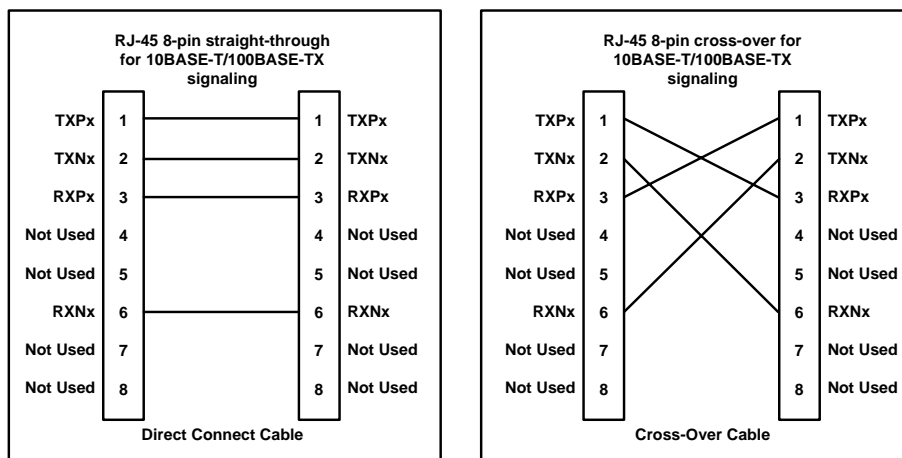 RJ-45 8-pin straight-through
for 10BASE-T/100BASE-TX
signaling
TXPx 1 1 TXPx
TXNx 2 2 TXNx
RXPx 3 3 RXPx
Not Used 4 4 Not Used
Not Used 5 5 Not Used
RXNx 6 6 RXNx
Not Used 7 7 Not Used
Not Used 8 8 Not Used
Direct Connect Cable
RJ-45 8-pin cross-over for
10BASE-T/100BASE-TX
signaling
TXPx 1 1 TXPx
TXNx 2 2 TXNx
RXPx 3 3 RXPx
Not Used 4 4 Not Used
Not Used 5 5 Not Used
RXNx 6 6 RXNx
Not Used 7 7 Not Used
Not Used 8 8 Not Used
Cross-Over Cable